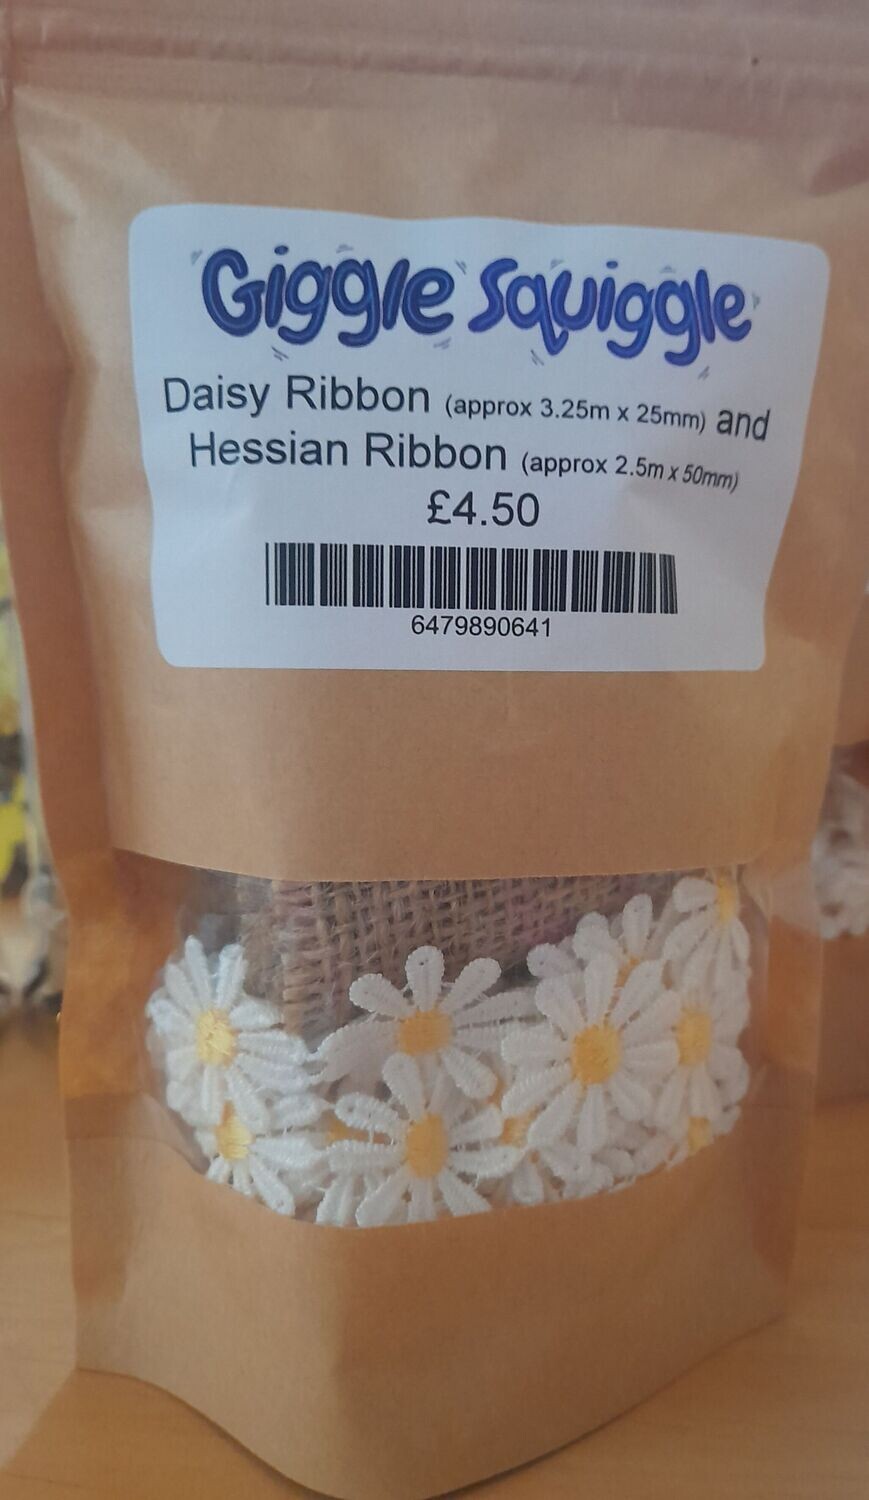 Giggle Squiggle
Daisy Ribbon (approx 3.25m x 25mm) and
Hessian Ribbon (approx 2.5m x 50mm)
£4.50
6479890641